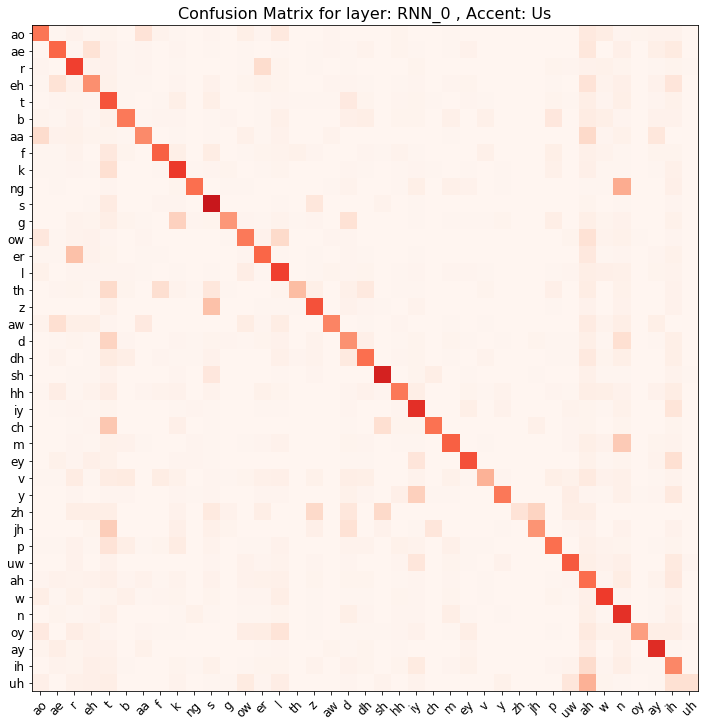 Confusion Matrix for layer: RNN_0 , Accent: Us
ao
ae
r
eh
t
b
aa
f
k
ng
s
g
ow
er
l
th
z
aw
d
dh
sh
hh
iy
ch
m
ey
v
y
zh
jh
p
uw
ah
w
n
oy
ay
ih
uh
ao ae r eh t b aa f k ng s g ow er l th z aw d dh sh hh iy ch m ey v y zh jh p uw ah w n oy ay ih uh